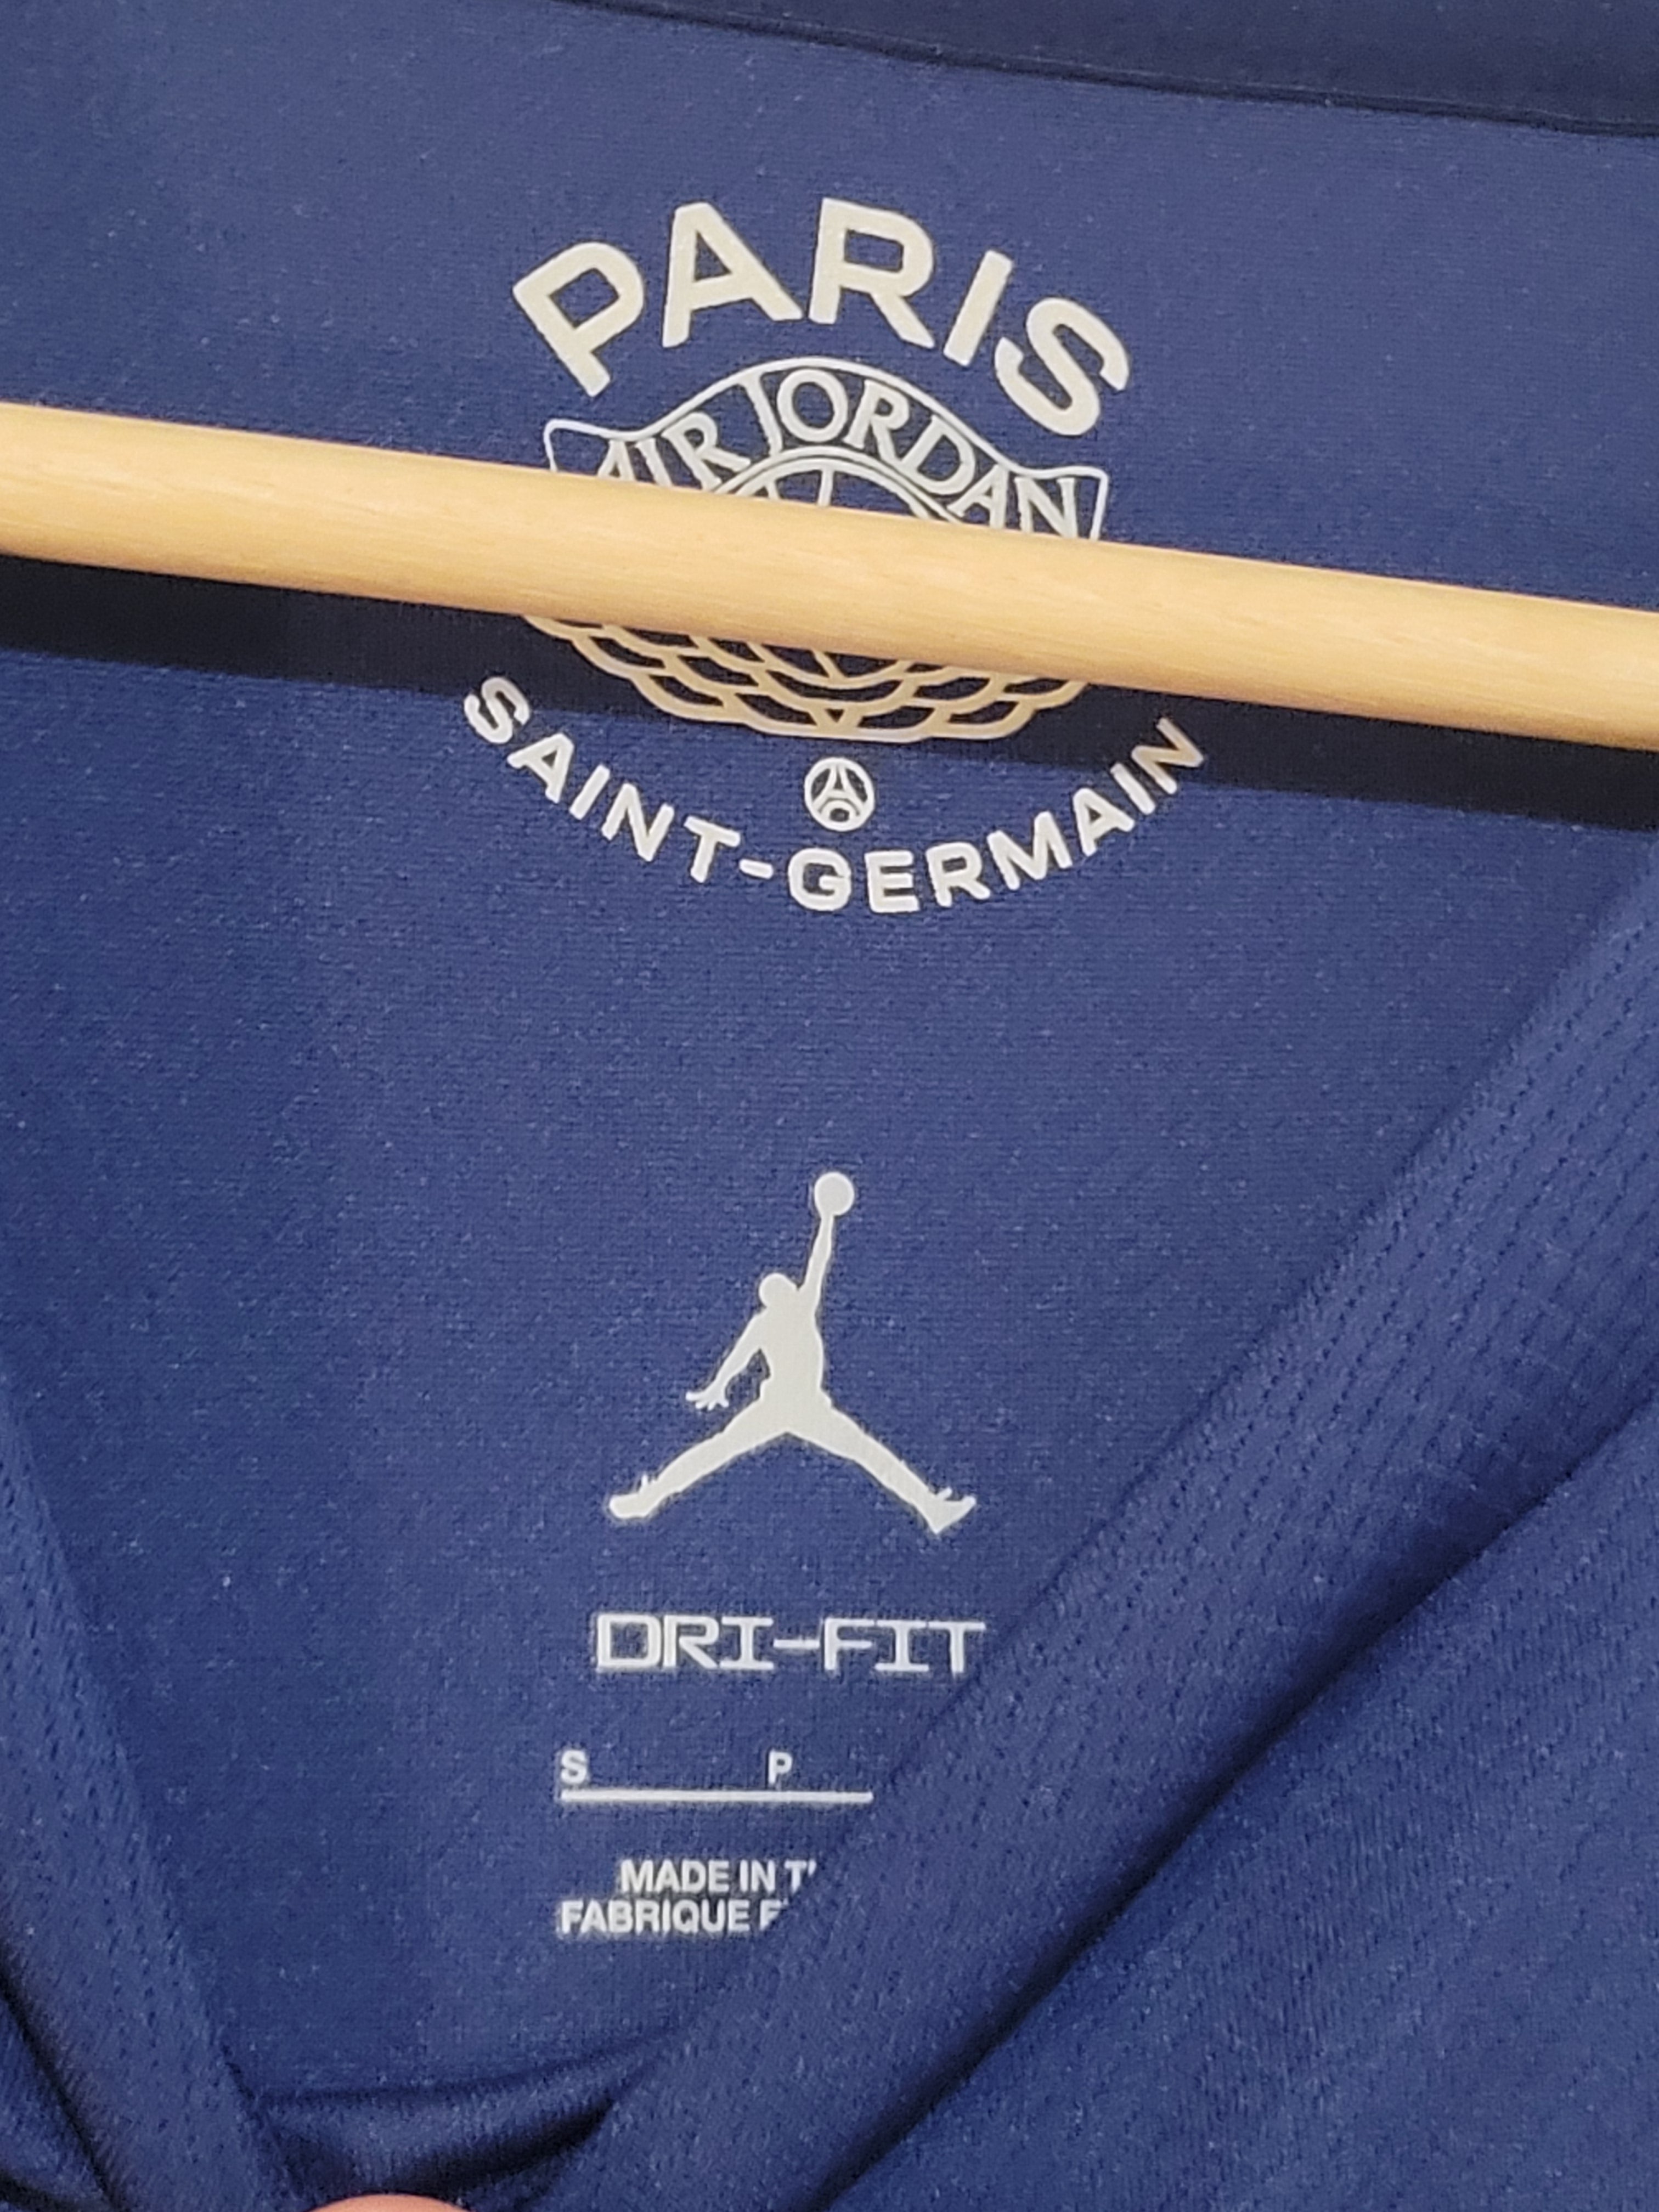 PARIS
AIR JORDAN
SAINT-GERMAIN
DRI-FIT
S P
MADE IN
FABRIQUE